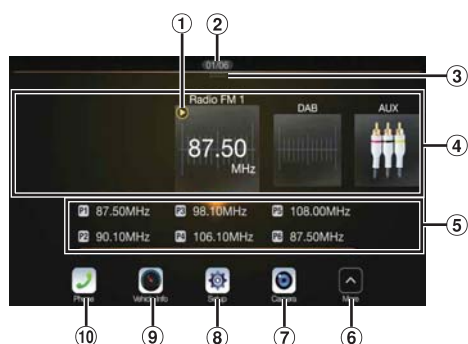 ① ② ③ ④ ⑤
01/06
Radio FM 1 DAB AUX
87.50
MHz
P1 87.50MHz P3 98.10MHz P5 108.00MHz
P2 90.10MHz P4 106.10MHz P6 87.50MHz
Phone Vehicle Info Setup Camera More
⑩ ⑨ ⑧ ⑦ ⑥